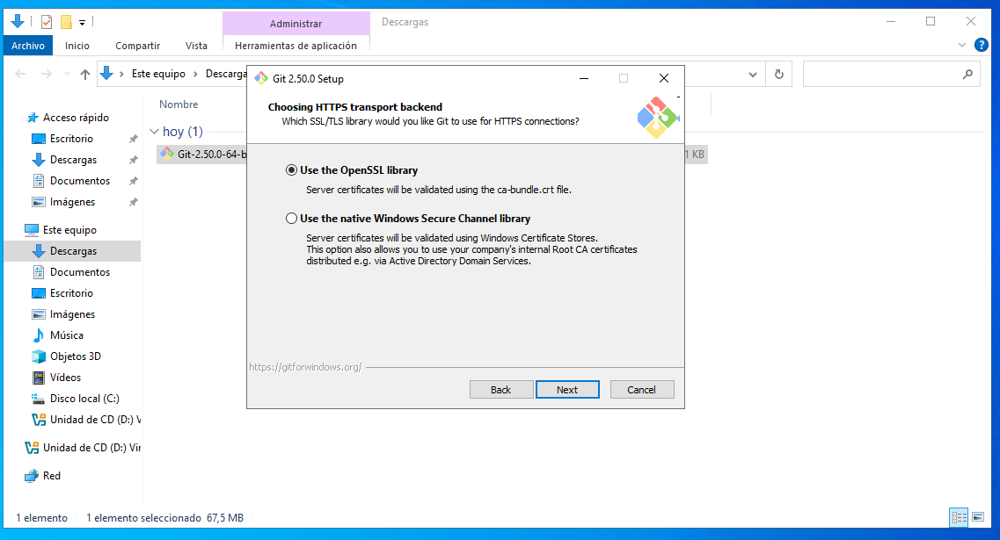 Administrar
Descargas
Archivo
Inicio
Compartir
Vista
Herramientas de aplicación
Este equipo
Descarga
Nombre
hoy (1)
Git-2.50.0-64-b
1 KB
Acceso rápido
Escritorio
Descargas
Documentos
Imágenes
Este equipo
Descargas
Documentos
Escritorio
Imágenes
Música
Objetos 3D
Vídeos
Disco local (C:)
Unidad de CD (D:) V
Unidad de CD (D:) Vir
Red
Git 2.50.0 Setup
Choosing HTTPS transport backend
Which SSL/TLS library would you like Git to use for HTTPS connections?
Use the OpenSSL library
Server certificates will be validated using the ca-bundle.crt file.
Use the native Windows Secure Channel library
Server certificates will be validated using Windows Certificate Stores.
This option also allows you to use your company's internal Root CA certificates
distributed e.g. via Active Directory Domain Services.
https://gitforwindows.org/
Back
Next
Cancel
1 elemento
1 elemento seleccionado 67,5 MB